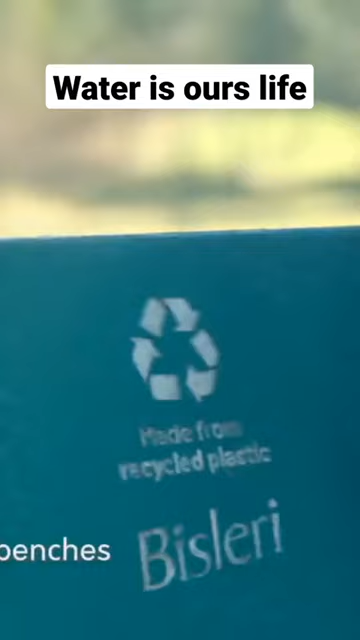 Water is ours life
Made from
recycled plastic
benches
Bisleri